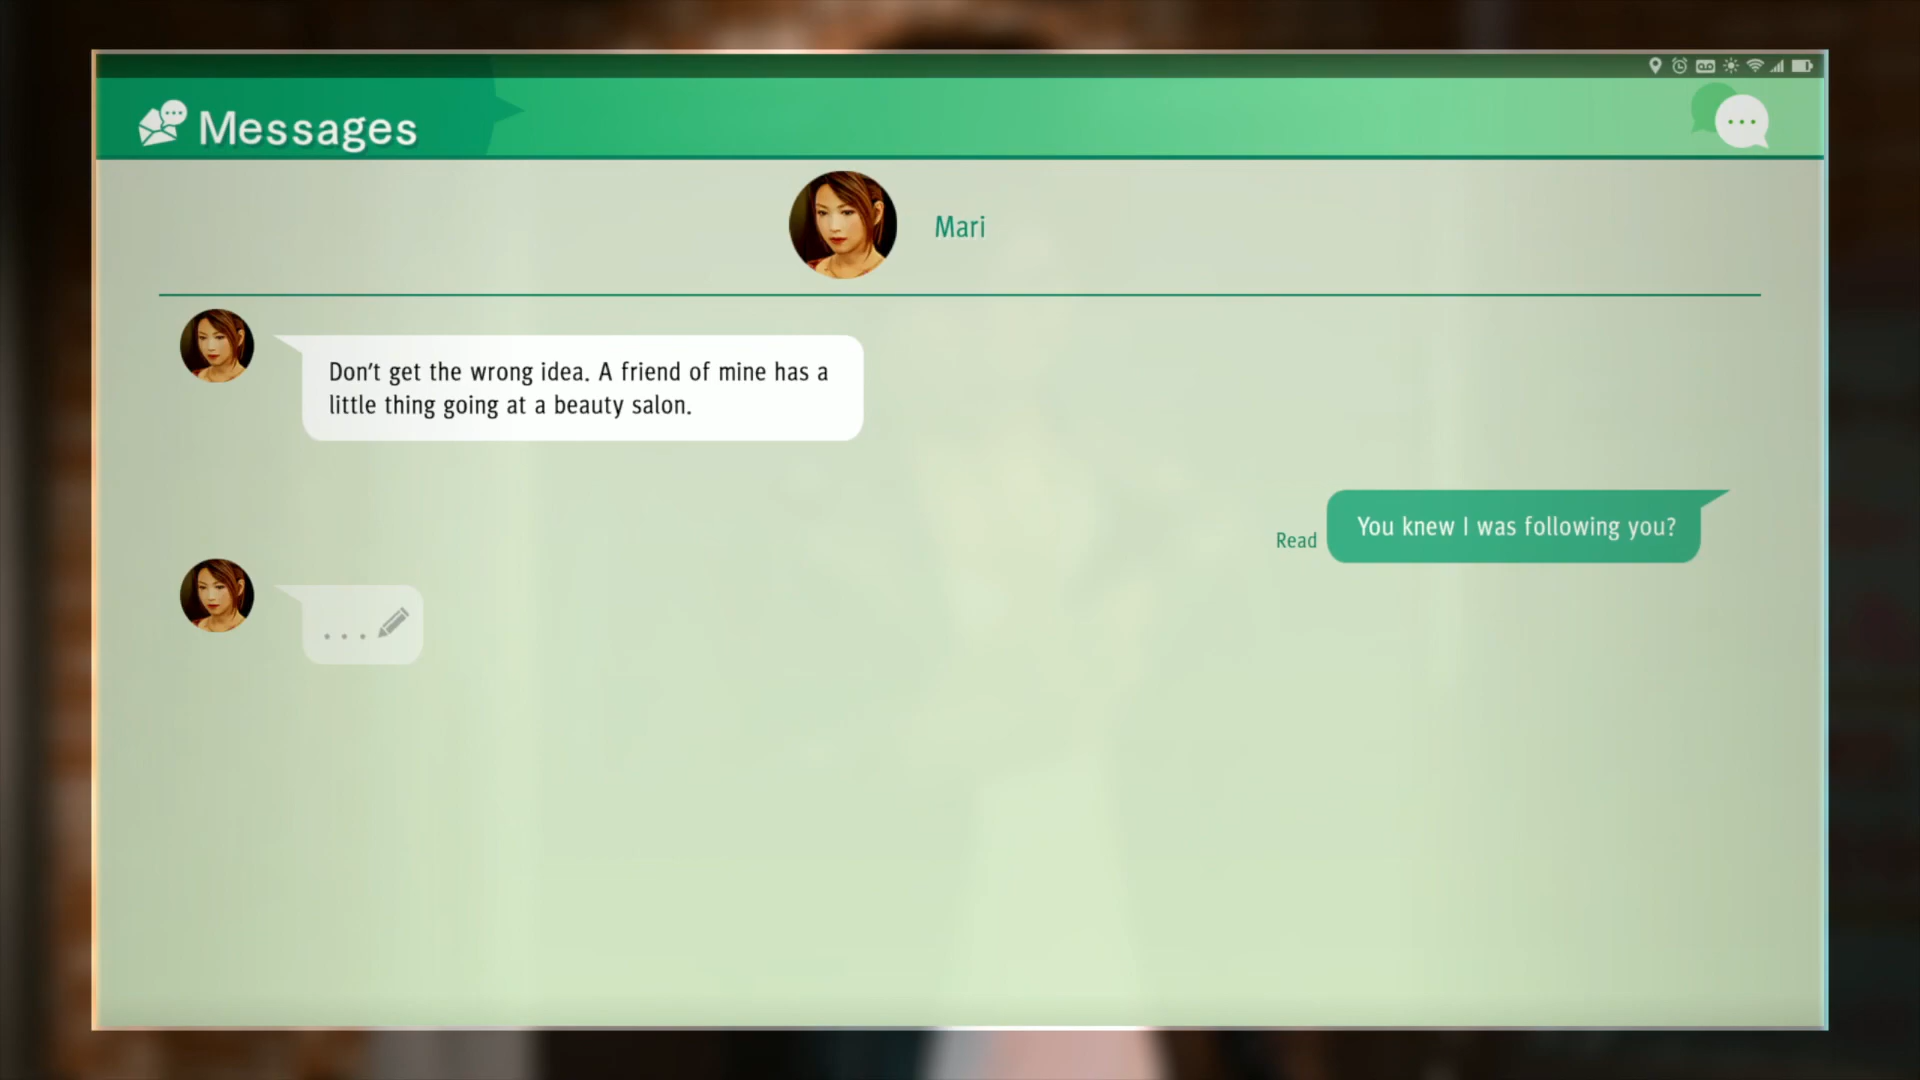 Messages
Mari
Don't get the wrong idea. A friend of mine has a
little thing going at a beauty salon.
You knew I was following you?
Read
...